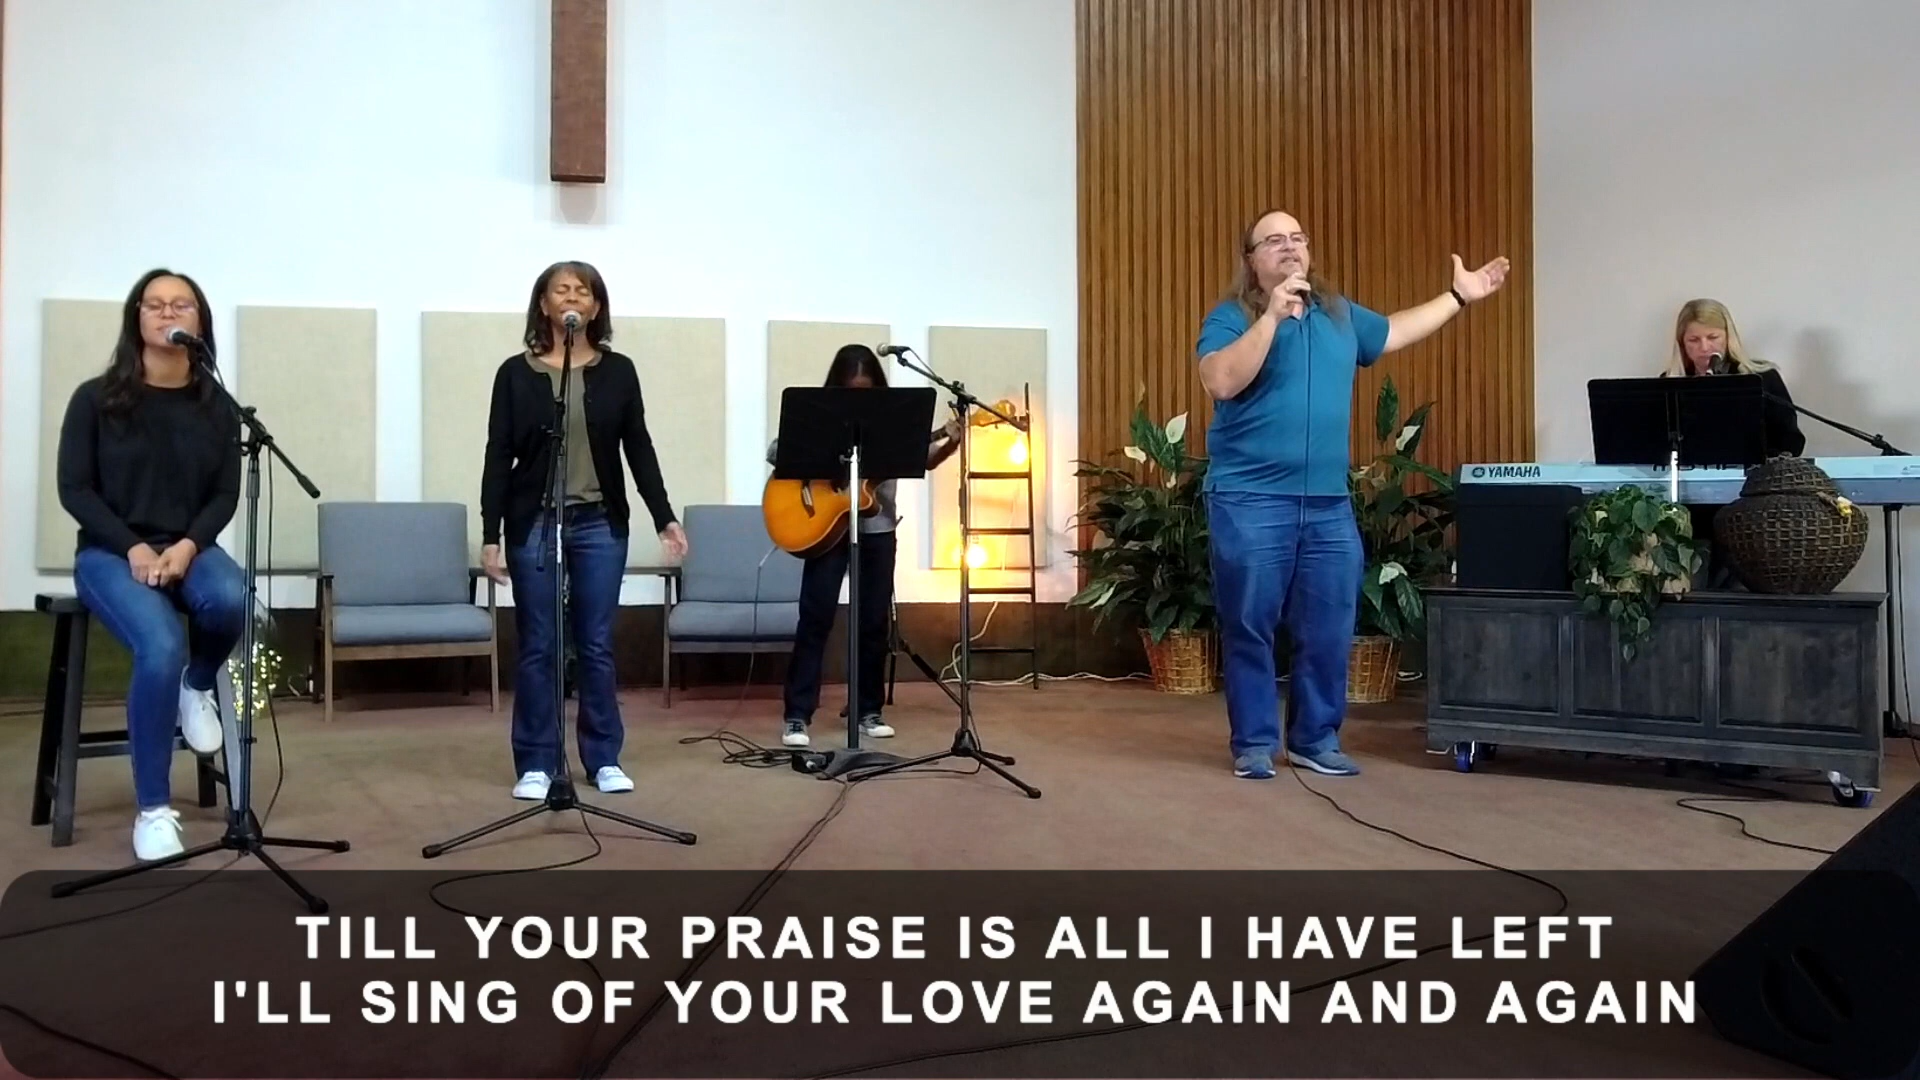 YAMAHA
TILL YOUR PRAISE IS ALL I HAVE LEFT
I'LL SING OF YOUR LOVE AGAIN AND AGAIN